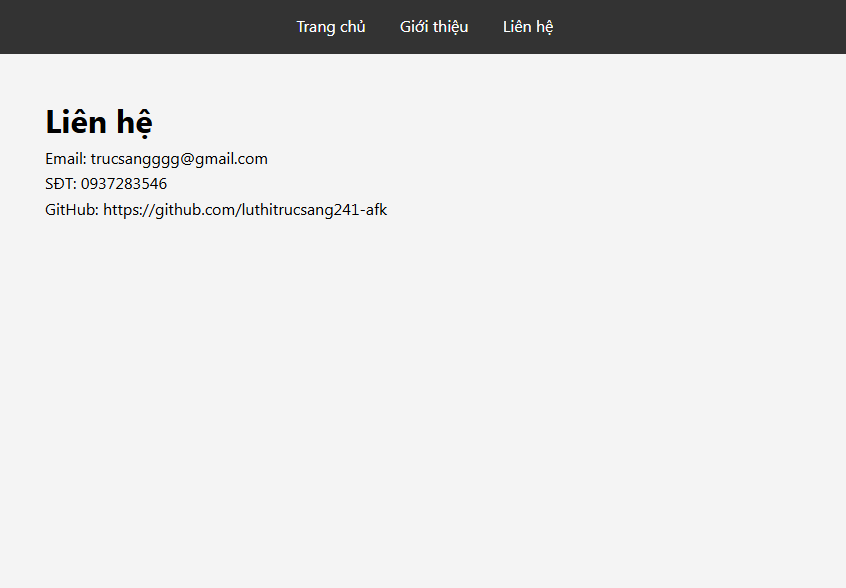 Trang chủ Giới thiệu Liên hệ
Liên hệ
Email: trucsangggg@gmail.com
SĐT: 0937283546
GitHub: https://github.com/luthitrucsang241-afk